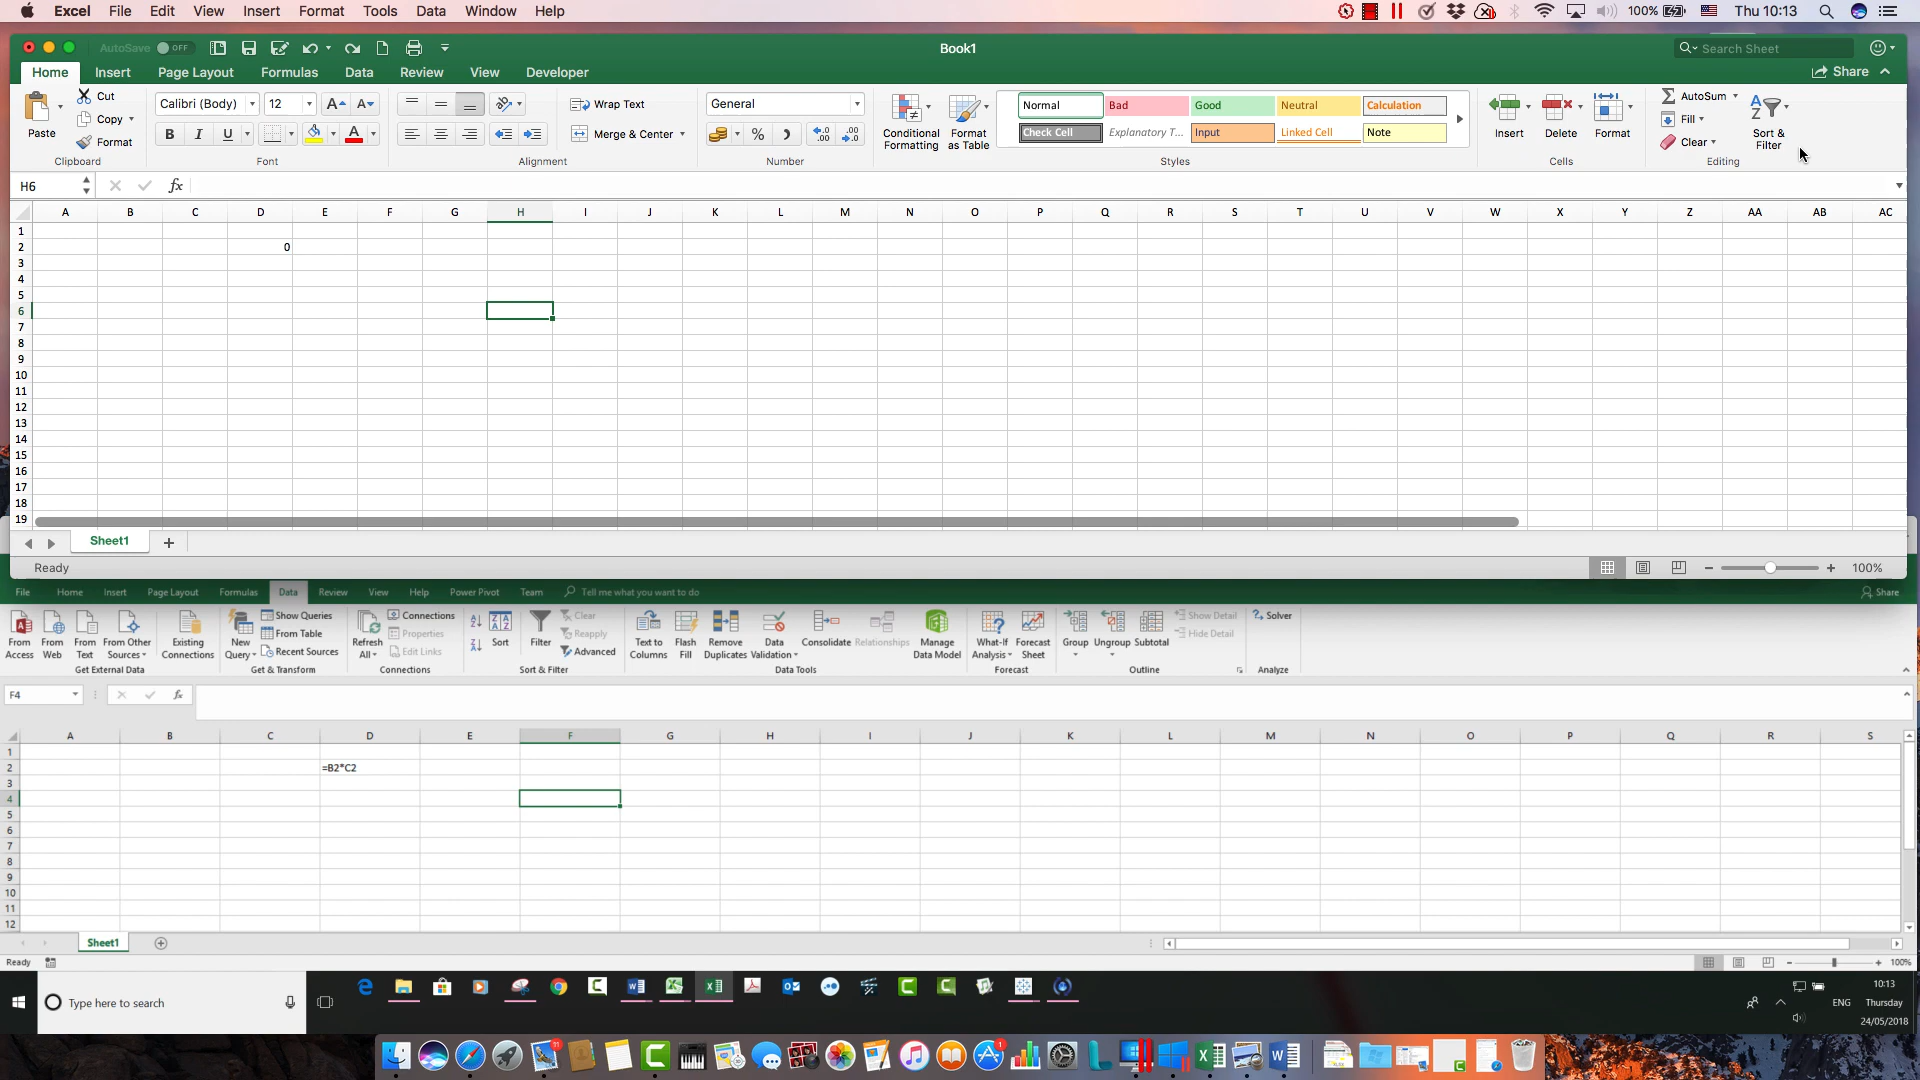 Excel File Edit View Insert Format Tools Data Window Help 100% Thu 10:13
AutoSave OFF Book1 Search Sheet
Home Insert Page Layout Formulas Data Review View Developer Share
Paste Cut Copy Format Clipboard
Calibri (Body) 12 A A B I U A Font
Wrap Text Merge & Center Alignment
General % .0 .00 .00 .0 Number
Conditional Formatting Format as Table
Normal Bad Good Neutral Calculation
Check Cell Explanatory T... Input Linked Cell Note
Styles
Insert Delete Format Cells
AutoSum Fill Clear Sort & Filter Editing
H6 fx
A B C D E F G H I J K L M N O P Q R S T U V W X Y Z AA AB AC
1
2 0
3
4
5
6
7
8
9
10
11
12
13
14
15
16
17
18
19
Sheet1 +
Ready 100%
File Home Insert Page Layout Formulas Data Review View Help Power Pivot Team Tell me what you want to do Share
From Access From Web From Text From Other Sources Existing Connections Get External Data
New Query Show Queries From Table Recent Sources Get & Transform
Refresh All Connections Properties Edit Links Connections
Sort Filter Clear Reapply Advanced Sort & Filter
Text to Columns Flash Fill Remove Duplicates Data Validation Consolidate Relationships Manage Data Model Data Tools
What-If Analysis Forecast Sheet Forecast
Group Ungroup Subtotal Show Detail Hide Detail Outline
Solver Analyze
F4 fx
A B C D E F G H I J K L M N O P Q R S
1
2 =B2*C2
3
4
5
6
7
8
9
10
11
12
Sheet1
Ready 100%
Type here to search ENG 10:13
Thursday
24/05/2018